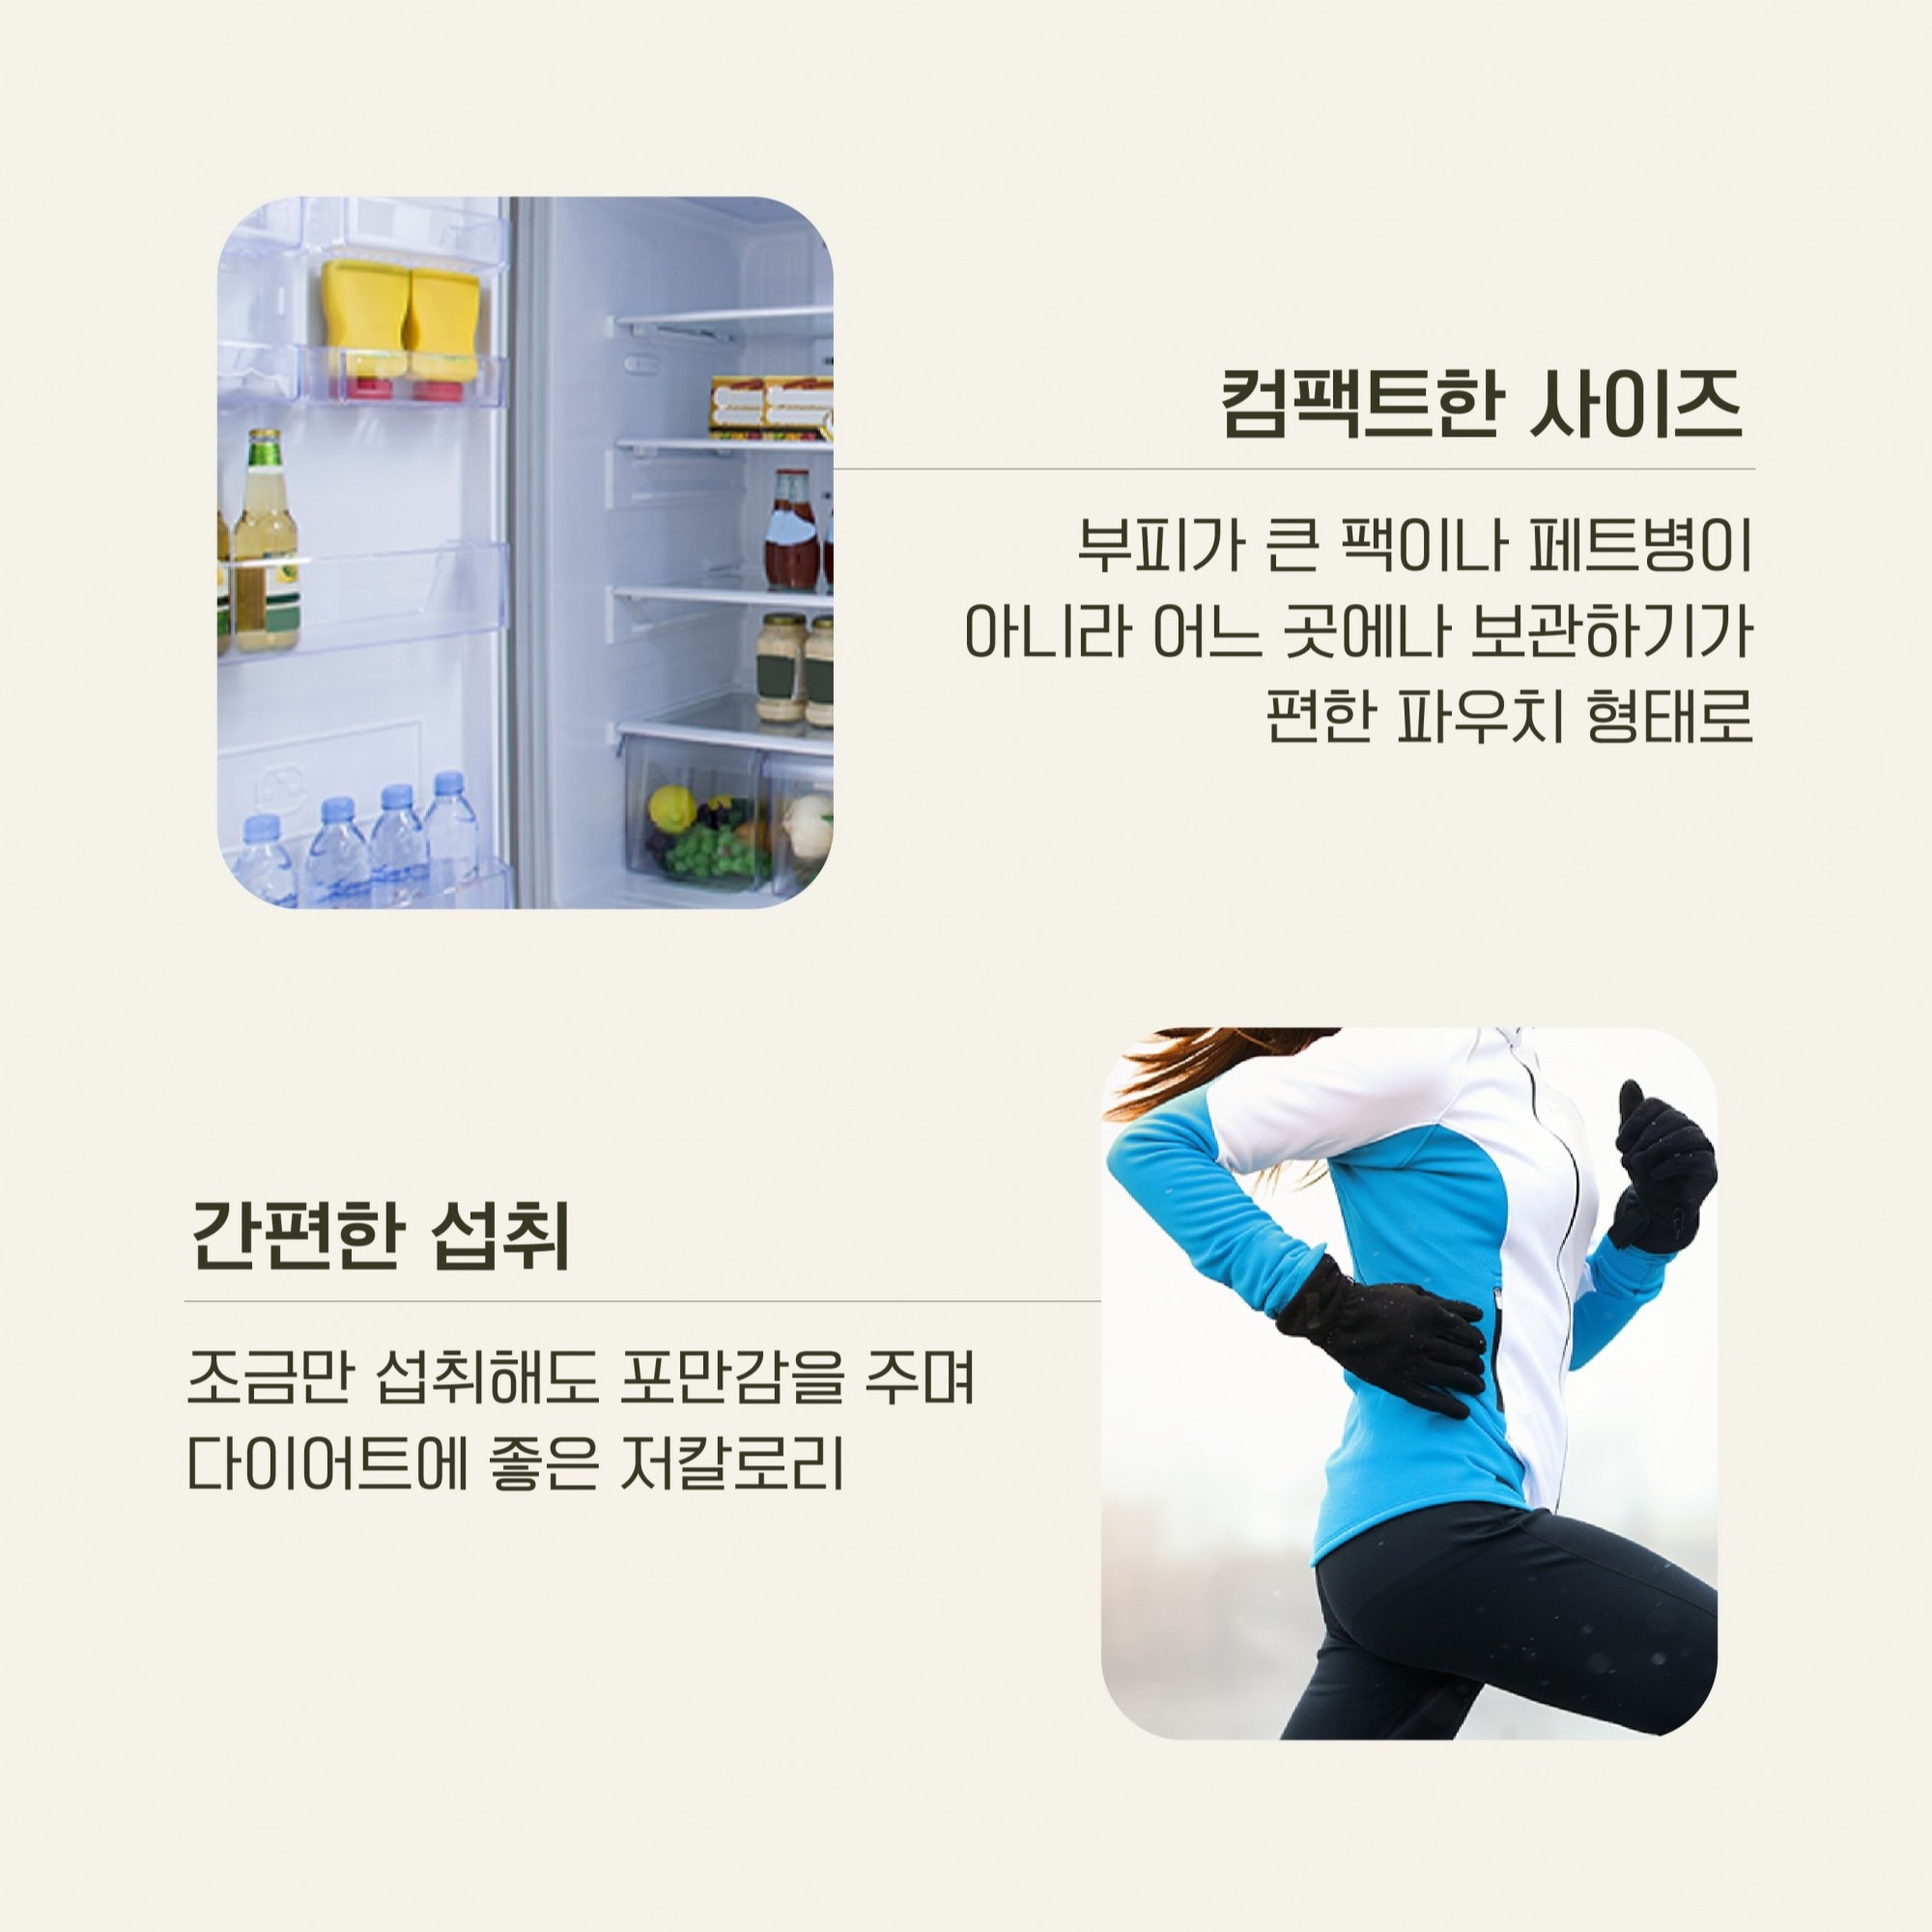 컴팩트한 사이즈
부피가 큰 팩이나 페트병이
아니라 어느 곳에나 보관하기가
편한 파우치 형태로
간편한 섭취
조금만 섭취해도 포만감을 주며
다이어트에 좋은 저칼로리